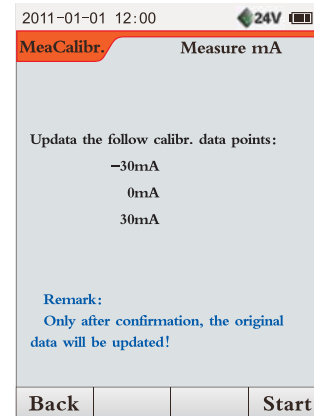 2011-01-01 12:00 24V
MeaCalibr. Measure mA
Updata the follow calibr. data points:
-30mA
0mA
30mA
Remark:
Only after confirmation, the original
data will be updated!
Back Start